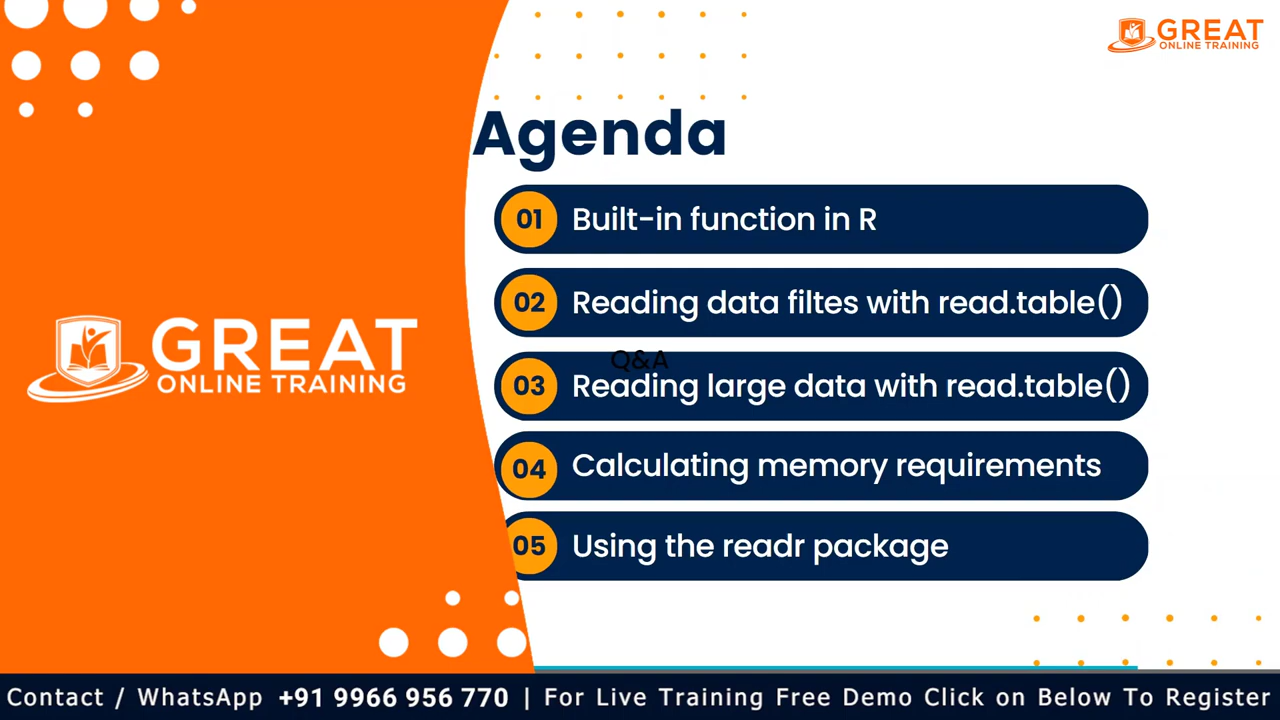 GREAT
ONLINE TRAINING
Agenda
01 Built-in function in R
02 Reading data filtes with read.table()
Q&A
03 Reading large data with read.table()
04 Calculating memory requirements
05 Using the readr package
GREAT
ONLINE TRAINING
Contact / WhatsApp +91 9966 956 770 | For Live Training Free Demo Click on Below To Register